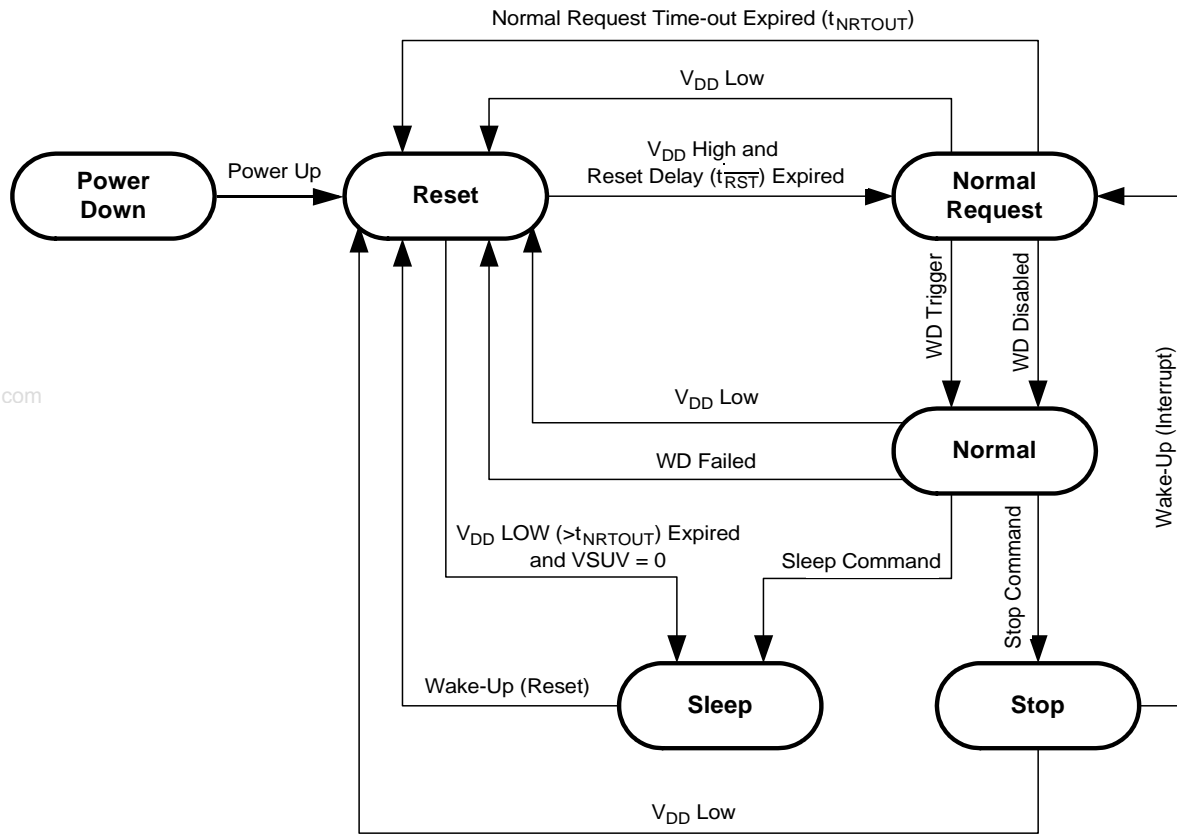 Normal Request Time-out Expired (tNRTOUT)
VDD Low
Power
Down
Power Up
Reset
VDD High and
Reset Delay (tRST) Expired
Normal
Request
WD Trigger
WD Disabled
Wake-Up (Interrupt)
com
VDD Low
Normal
WD Failed
VDD LOW (>tNRTOUT) Expired
and VSUV = 0
Sleep Command
Stop Command
Wake-Up (Reset)
Sleep
Stop
VDD Low